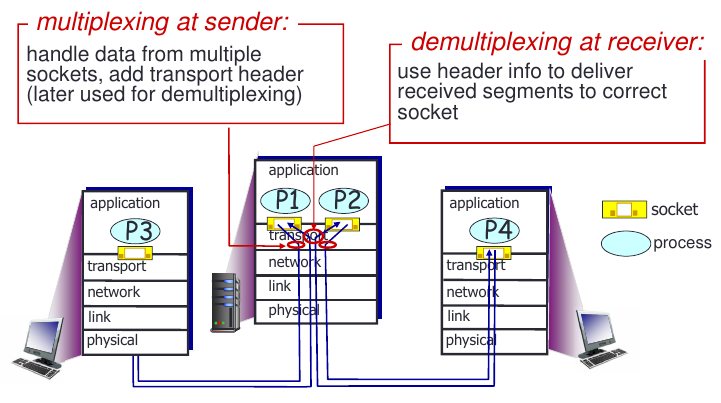 multiplexing at sender:
handle data from multiple
sockets, add transport header
(later used for demultiplexing)
demultiplexing at receiver:
use header info to deliver
received segments to correct
socket
application
P3
transport
network
link
physical
application
P1 P2
transport
network
link
physical
application
P4
transport
network
link
physical
socket
process